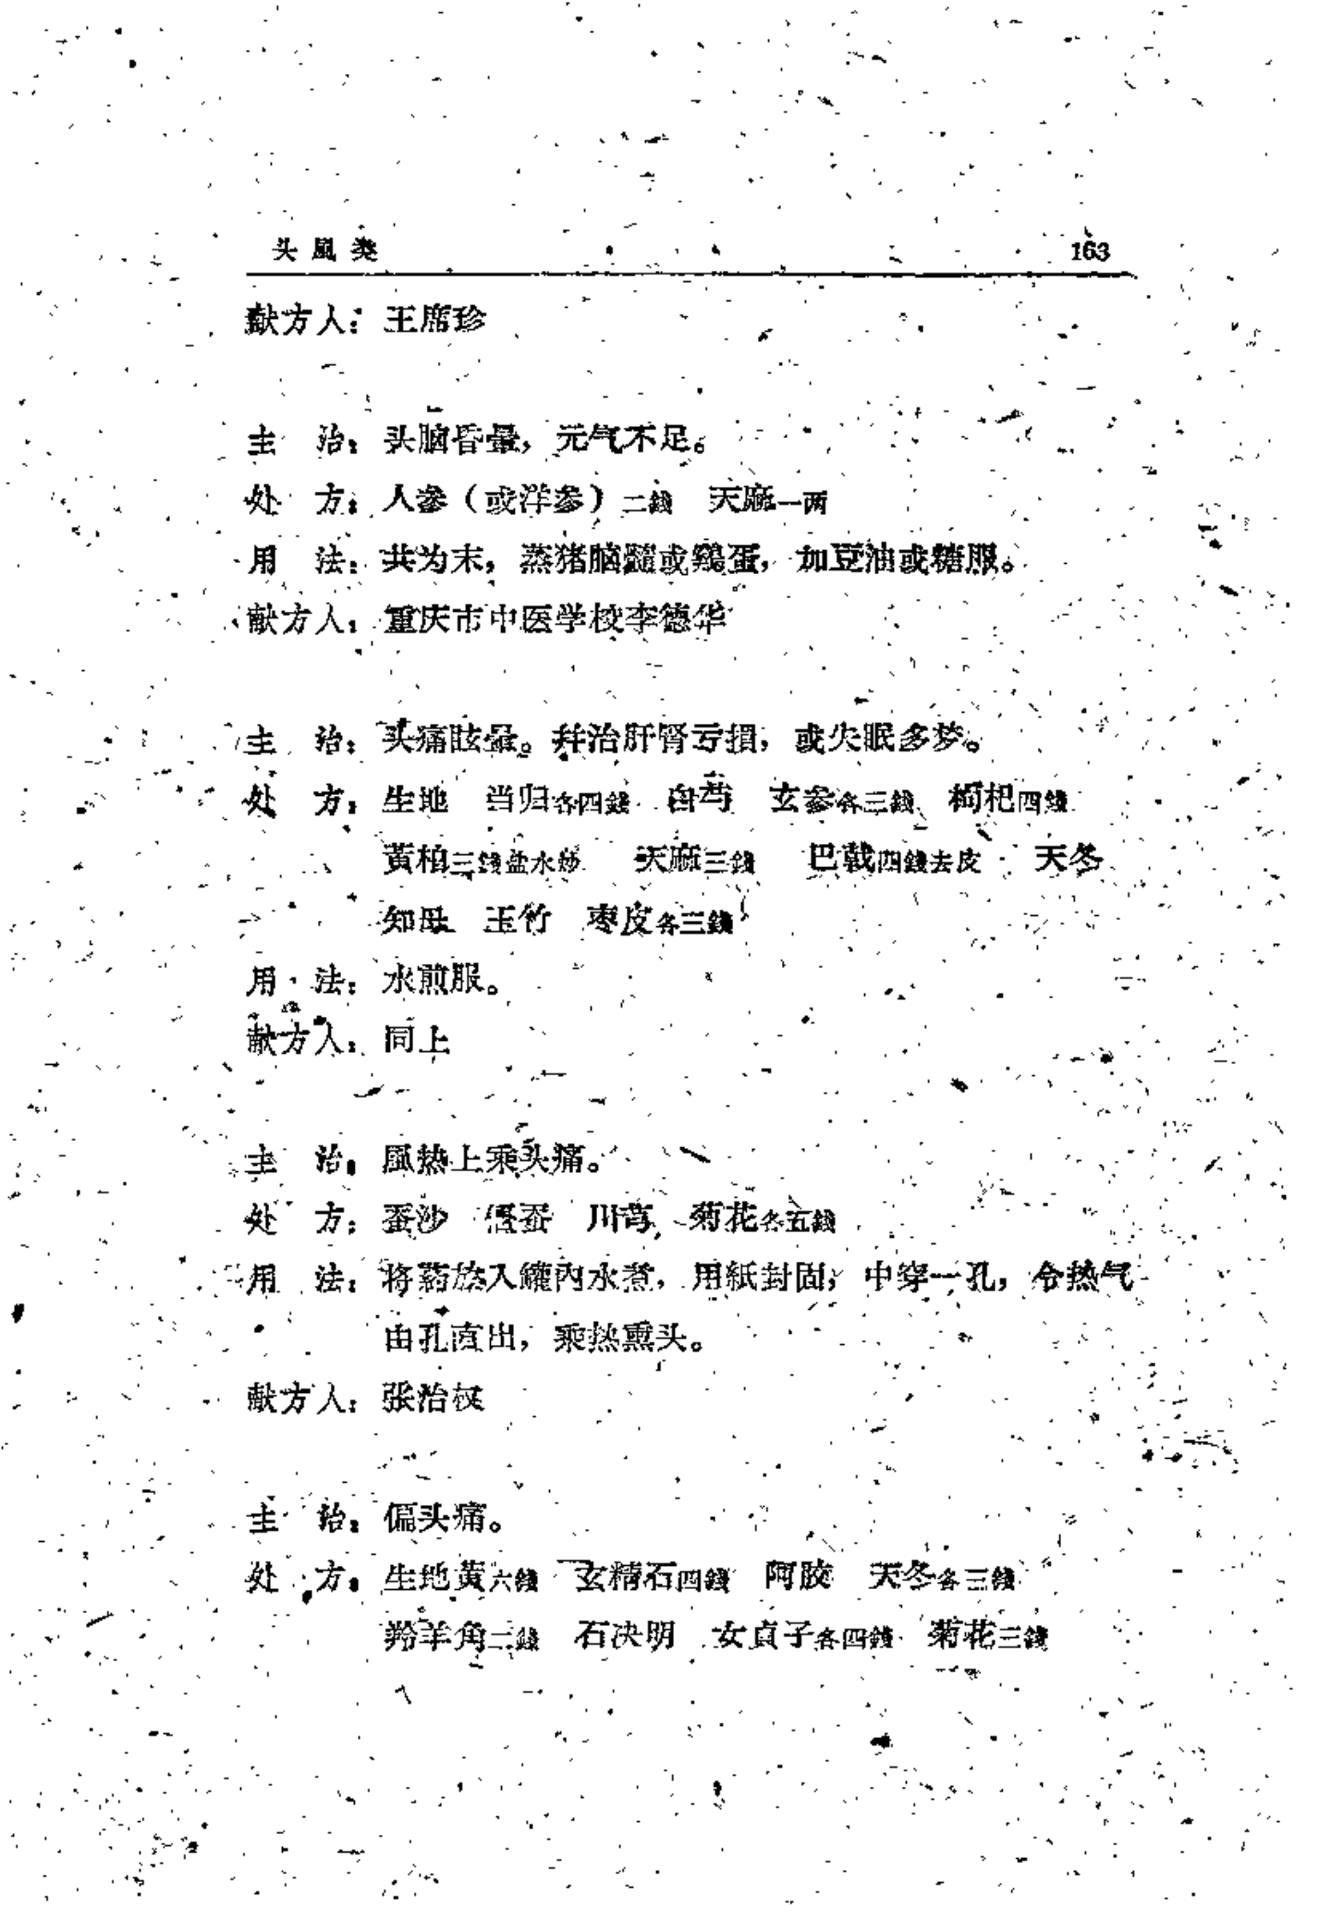 头風类 163
献方人：王席珍
主　治：头脑昏暈，元气不足。
处　方：人参（或洋参）二錢　天麻一两
用　法：共为末，蒸猪脑髓或鷄蛋，加豆油或糖服。
献方人：重庆市中医学校李德华
主　治：头痛眩暈。幷治肝腎亏損，或失眠多梦。
处　方：生地　当归各四錢　白芍　玄参各三錢　枸杞四錢
黄柏三錢盐水炒　天麻三錢　巴戟四錢去皮　天冬
知母　玉竹　枣皮各三錢
用　法：水煎服。
献方人：同上
主　治：風热上乘头痛。
处　方：蚕沙　僵蚕　川芎　菊花各五錢
用　法：将葯放入罐內水煮，用紙封固，中穿一孔，令热气
由孔直出，乘热熏头。
献方人：张治权
主　治：偏头痛。
处　方：生地黄六錢　玄精石四錢　阿胶　天冬各三錢
羚羊角二錢　石决明　女貞子各四錢　菊花三錢